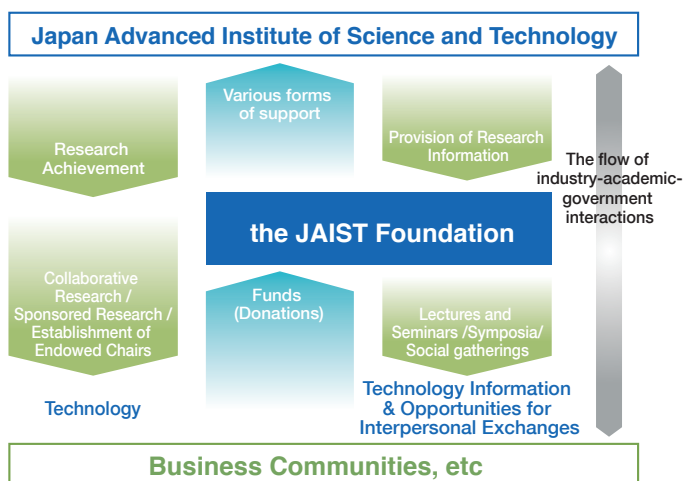 Japan Advanced Institute of Science and Technology
Various forms
of support
Research
Achievement
Provision of Research
Information
The flow of
industry-academic-
government
interactions
the JAIST Foundation
Collaborative
Research /
Sponsored Research /
Establishment of
Endowed Chairs
Funds
(Donations)
Lectures and
Seminars /Symposia/
Social gatherings
Technology
Technology Information
& Opportunities for
Interpersonal Exchanges
Business Communities, etc